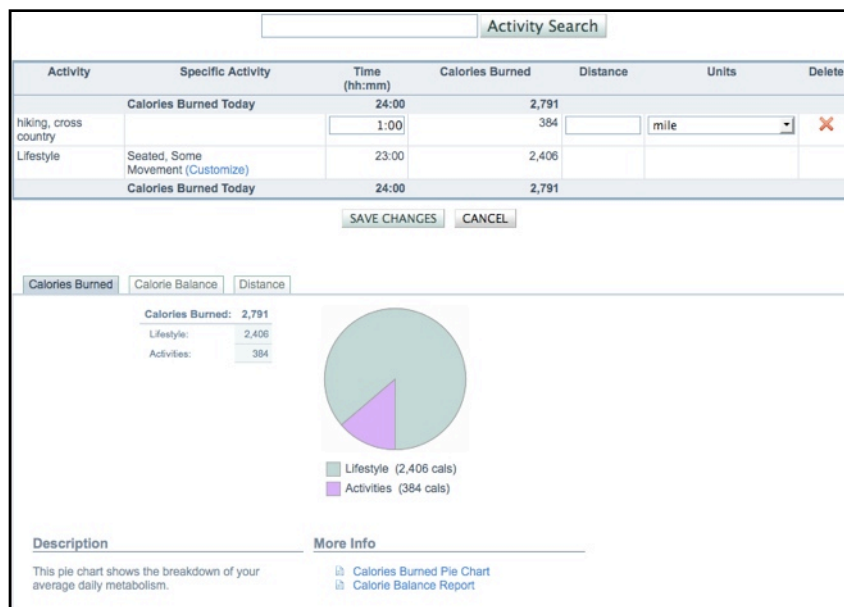 Activity Search
Activity Specific Activity Time (hh:mm) Calories Burned Distance Units Delete
Calories Burned Today 24:00 2,791
hiking, cross country 1:00 384 mile
Lifestyle Seated, Some Movement (Customize) 23:00 2,406
Calories Burned Today 24:00 2,791
SAVE CHANGES CANCEL
Calories Burned Calorie Balance Distance
Calories Burned: 2,791
Lifestyle: 2,406
Activities: 384
Lifestyle (2,406 cals)
Activities (384 cals)
Description More Info
This pie chart shows the breakdown of your
average daily metabolism.
Calories Burned Pie Chart
Calorie Balance Report